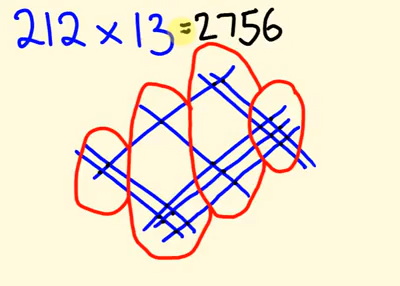 212 × 13 = 2756